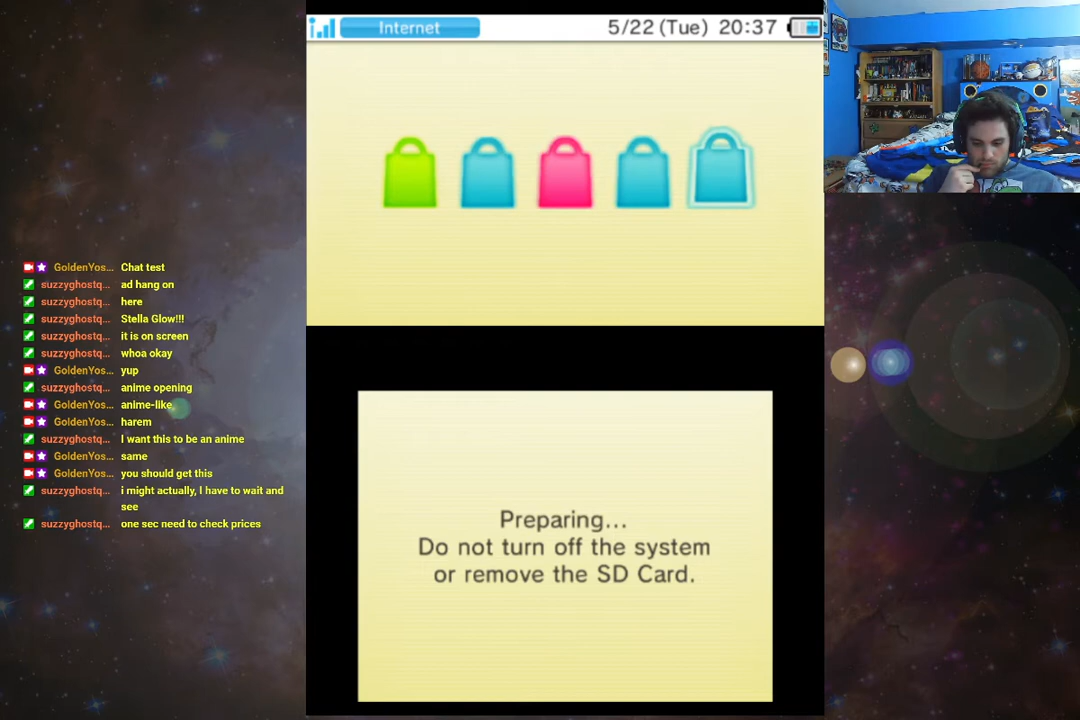 Internet
5/22 (Tue) 20:37
GoldenYos... Chat test
suzzyghostq... ad hang on
suzzyghostq... here
suzzyghostq... Stella Glow!!!
suzzyghostq... it is on screen
suzzyghostq... whoa okay
GoldenYos... yup
suzzyghostq... anime opening
GoldenYos... anime-like
GoldenYos... harem
suzzyghostq... I want this to be an anime
GoldenYos... same
GoldenYos... you should get this
suzzyghostq... i might actually, I have to wait and
see
suzzyghostq... one sec need to check prices
Preparing...
Do not turn off the system
or remove the SD Card.